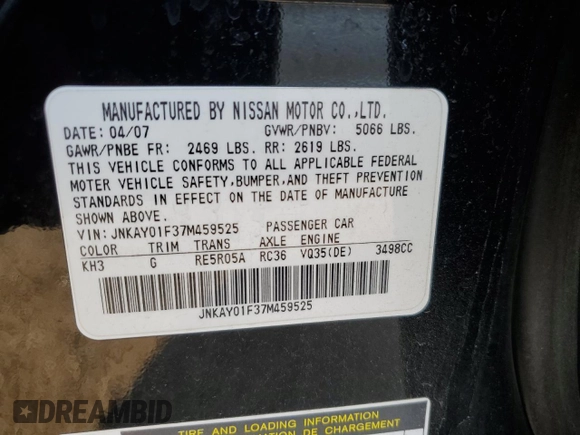 MANUFACTURED BY NISSAN MOTOR CO.,LTD.
DATE: 04/07 GVWR/PNBV: 5066 LBS.
GAWR/PNBE FR: 2469 LBS. RR: 2619 LBS.
THIS VEHICLE CONFORMS TO ALL APPLICABLE FEDERAL
MOTOR VEHICLE SAFETY,BUMPER,AND THEFT PREVENTION
STANDARDS IN EFFECT ON THE DATE OF MANUFACTURE
SHOWN ABOVE.
VIN: JNKAY01F37M459525 PASSENGER CAR
COLOR TRIM TRANS AXLE ENGINE
KH3 G RE5R05A RC36 VQ35(DE) 3498CC
JNKAY01F37M459525
TIRE AND LOADING INFORMATION
DE CHARGEMENT
DREAMBID